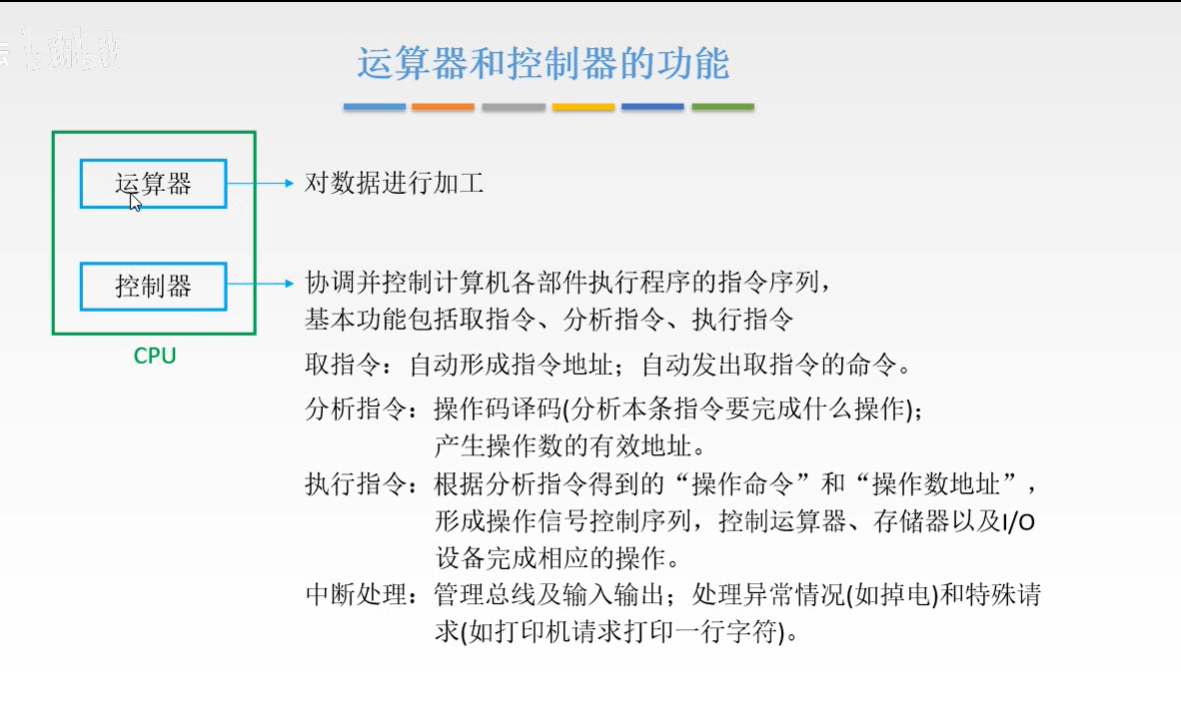 运算器和控制器的功能
运算器
对数据进行加工
控制器
协调并控制计算机各部件执行程序的指令序列，
基本功能包括取指令、分析指令、执行指令
CPU
取指令：自动形成指令地址；自动发出取指令的命令。
分析指令：操作码译码(分析本条指令要完成什么操作)；
产生操作数的有效地址。
执行指令：根据分析指令得到的“操作命令”和“操作数地址”，
形成操作信号控制序列，控制运算器、存储器以及I/O
设备完成相应的操作。
中断处理：管理总线及输入输出；处理异常情况(如掉电)和特殊请
求(如打印机请求打印一行字符)。